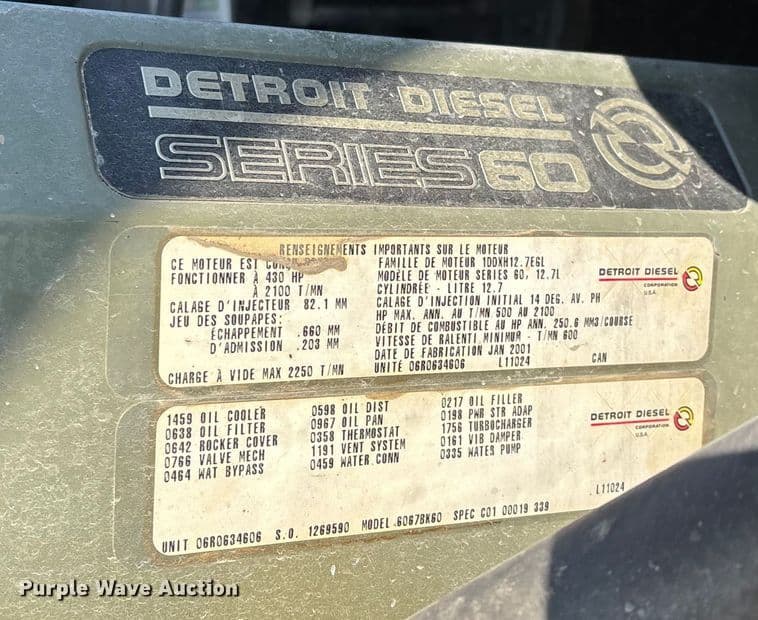 DETROIT DIESEL
SERIES 60
RENSEIGNEMENTS IMPORTANTS SUR LE MOTEUR
CE MOTEUR EST
FONCTIONNER À 430 HP
À 2100 T/MN
CALAGE D'INJECTEUR 82.1 MM
JEU DES SOUPAPES:
ÉCHAPPEMENT .660 MM
D'ADMISSION .203 MM
CHARGE À VIDE MAX 2250 T/MN
FAMILLE DE MOTEUR 1DDXH12.7EGL
MODÈLE DE MOTEUR SERIES 60, 12.7L
CYLINDRÉE - LITRE 12.7
CALAGE D'INJECTION INITIAL 14 DEG. AV. PH
HP MAX. ANN. AU T/MN 500 AU 2100
DÉBIT DE COMBUSTIBLE AU HP ANN. 250.6 MM3/COURSE
VITESSE DE RALENTI MINIMUM - T/MN 600
DATE DE FABRICATION JAN 2001
UNITÉ 06R0634606 L11024 CAN
DETROIT DIESEL
CORPORATION
U.S.A.
1459 OIL COOLER
0638 OIL FILTER
0642 ROCKER COVER
0766 VALVE MECH
0464 WAT BYPASS
0598 OIL DIST
0967 OIL PAN
0358 THERMOSTAT
1191 VENT SYSTEM
0459 WATER CONN
0217 OIL FILLER
0198 PWR STR ADAP
1756 TURBOCHARGER
0161 VIB DAMPER
0335 WATER PUMP
DETROIT DIESEL
CORPORATION
U.S.A.
L11024
UNIT 06R0634606 S.O. 1269590 MODEL 6067BK60 SPEC C01 00019 339
Purple Wave Auction